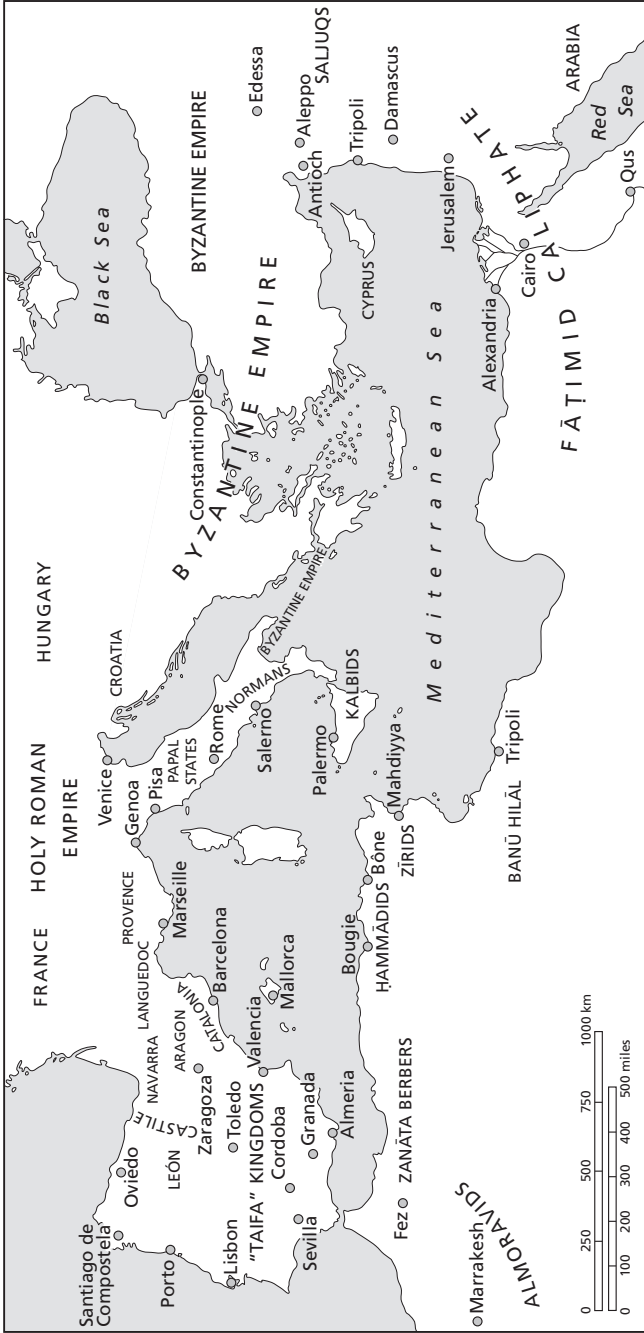 FRANCE
HOLY ROMAN
EMPIRE
HUNGARY
CROATIA
Black Sea
BYZANTINE EMPIRE
BYZANTINE EMPIRE
BYZANTINE EMPIRE
Constantinople
Edessa
Aleppo
SALJUQS
Antioch
Tripoli
Damascus
CYPRUS
Jerusalem
ARABIA
Red
Sea
Qus
Cairo
Alexandria
FĀṬIMID CALIPHATE
Mediterranean Sea
Venice
Genoa
Pisa
PAPAL
STATES
Rome
NORMANS
Salerno
Palermo
KALBIDS
PROVENCE
Marseille
LANGUEDOC
NAVARRA
ARAGON
CATALONIA
Barcelona
Santiago de
Compostela
Oviedo
CASTILE
LEÓN
Zaragoza
Porto
Toledo
Lisbon
"TAIFA" KINGDOMS
Valencia
Mallorca
Cordoba
Sevilla
Granada
Almeria
Bougie
ḤAMMĀDIDS
Bône
Mahdiyya
ZĪRIDS
Tripoli
BANŪ HILĀL
Fez
ZANĀTA BERBERS
Marrakesh
ALMORAVIDS
0 250 500 750 1000 km
0 100 200 300 400 500 miles